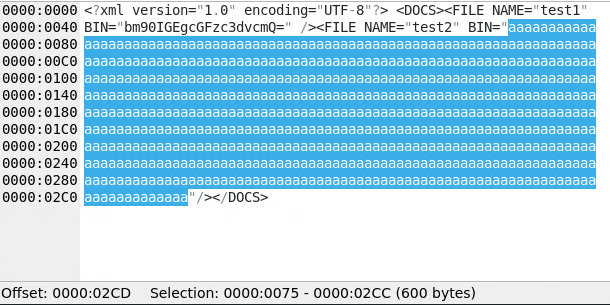 0000:0000 <?xml version="1.0" encoding="UTF-8"?> <DOCS><FILE NAME="test1"
0000:0040 BIN="bm90IGEgcGFzc3dvcmQ=" /><FILE NAME="test2" BIN="aaaaaaaaaaa
0000:0080 aaaaaaaaaaaaaaaaaaaaaaaaaaaaaaaaaaaaaaaaaaaaaaaaaaaaaaaaaaaaaaaa
0000:00C0 aaaaaaaaaaaaaaaaaaaaaaaaaaaaaaaaaaaaaaaaaaaaaaaaaaaaaaaaaaaaaaaa
0000:0100 aaaaaaaaaaaaaaaaaaaaaaaaaaaaaaaaaaaaaaaaaaaaaaaaaaaaaaaaaaaaaaaa
0000:0140 aaaaaaaaaaaaaaaaaaaaaaaaaaaaaaaaaaaaaaaaaaaaaaaaaaaaaaaaaaaaaaaa
0000:0180 aaaaaaaaaaaaaaaaaaaaaaaaaaaaaaaaaaaaaaaaaaaaaaaaaaaaaaaaaaaaaaaa
0000:01C0 aaaaaaaaaaaaaaaaaaaaaaaaaaaaaaaaaaaaaaaaaaaaaaaaaaaaaaaaaaaaaaaa
0000:0200 aaaaaaaaaaaaaaaaaaaaaaaaaaaaaaaaaaaaaaaaaaaaaaaaaaaaaaaaaaaaaaaa
0000:0240 aaaaaaaaaaaaaaaaaaaaaaaaaaaaaaaaaaaaaaaaaaaaaaaaaaaaaaaaaaaaaaaa
0000:0280 aaaaaaaaaaaaaaaaaaaaaaaaaaaaaaaaaaaaaaaaaaaaaaaaaaaaaaaaaaaaaaaa
0000:02C0 aaaaaaaaaaaaa"/></DOCS>
Offset: 0000:02CD Selection: 0000:0075 - 0000:02CC (600 bytes)